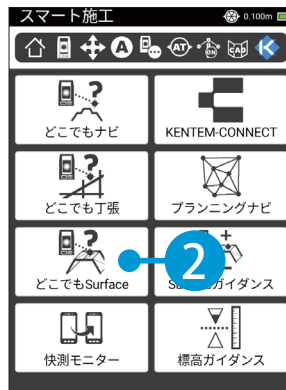 スマート施工 0.100m
A AT ON CAD
どこでもナビ KENTEM-CONNECT
どこでも丁張 プランニングナビ
どこでもSurface 2 ガイダンス
快測モニター 標高ガイダンス